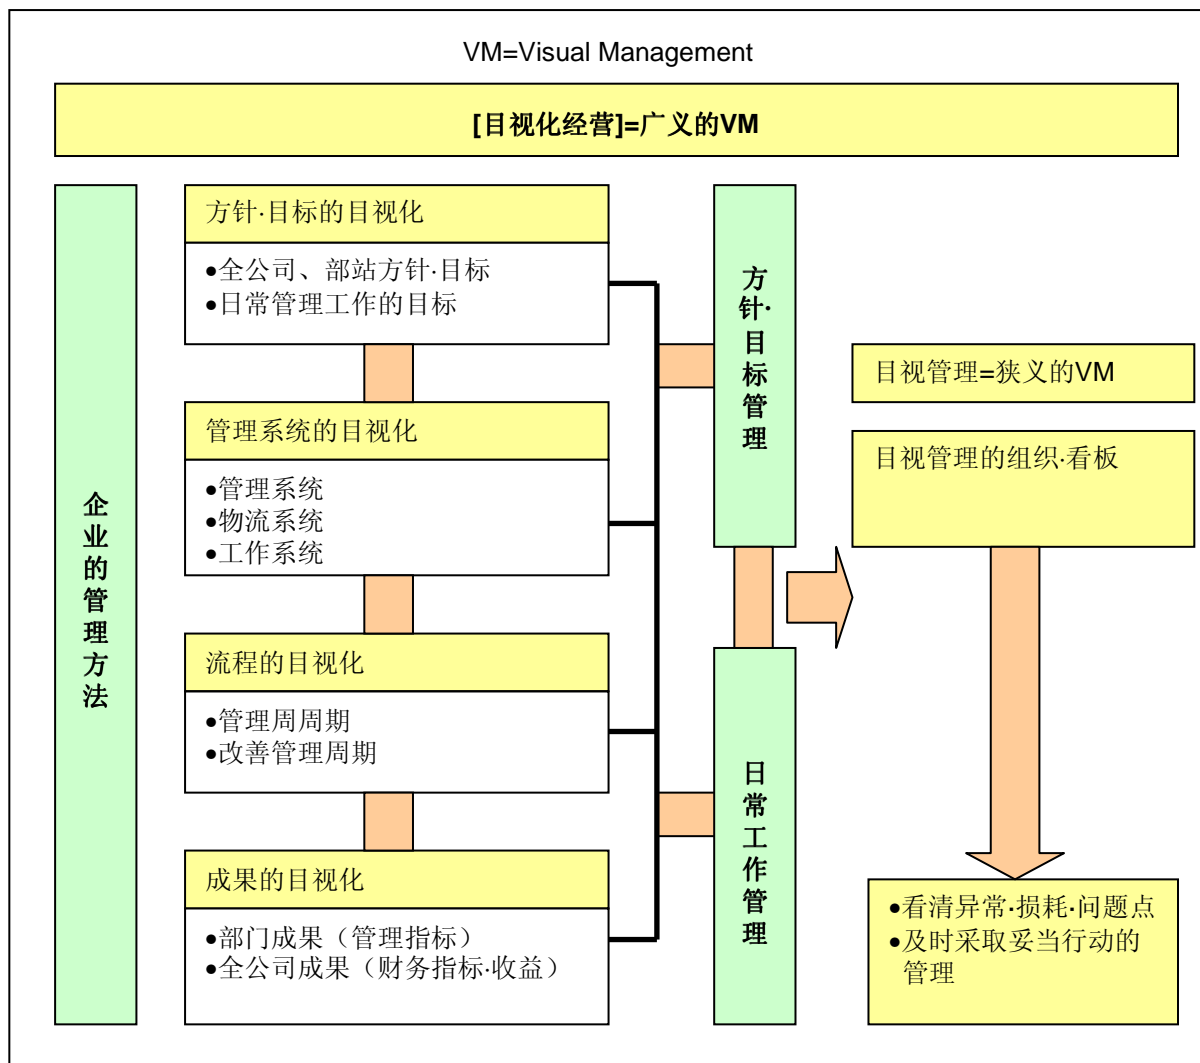 VM=Visual Management
[目视化经营]=广义的VM
企业的管理方法
方针·目标的目视化
●全公司、部站方针·目标
●日常管理工作的目标
管理系统的目视化
●管理系统
●物流系统
●工作系统
流程的目视化
●管理周周期
●改善管理周期
成果的目视化
●部门成果（管理指标）
●全公司成果（财务指标·收益）
方针·目标管理
日常工作管理
目视管理=狭义的VM
目视管理的组织·看板
●看清异常·损耗·问题点
●及时采取妥当行动的
管理